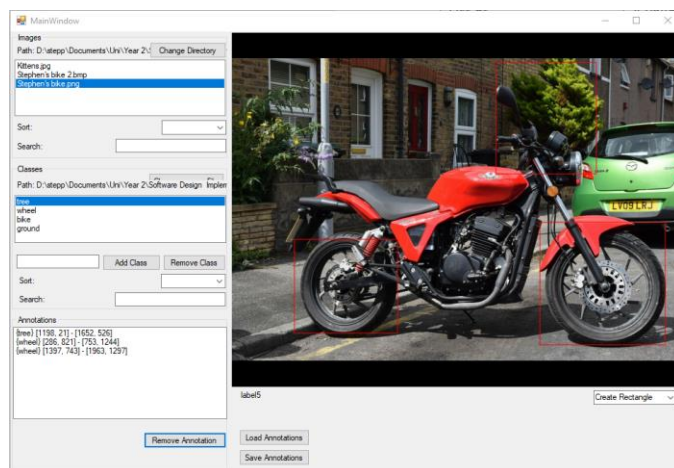 MainWindow
Images
Path: D:\stepp\Documents\Uni\Year 2\
Change Directory
Kittens.jpg
Stephen's bike 2.bmp
Stephen's bike.png
Sort:
Search:
Classes
Path: D:\stepp\Documents\Uni\Year 2\Software Design Implem
tree
wheel
bike
ground
Add Class
Remove Class
Sort:
Search:
Annotations
{tree} [1198, 21] - [1652, 526]
{wheel} [286, 821] - [753, 1244]
{wheel} [1397, 743] - [1963, 1297]
Remove Annotation
LV09 LRJ
label5
Create Rectangle
Load Annotations
Save Annotations